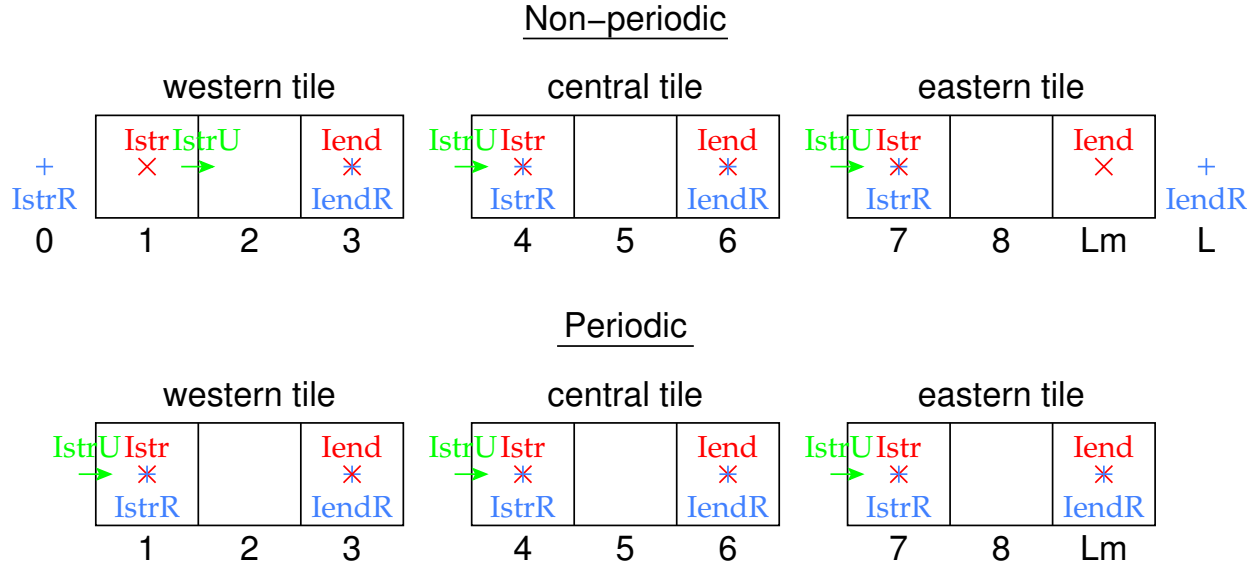 Non−periodic
western tile central tile eastern tile
Istr IstrU Iend IstrU Istr Iend IstrU Istr Iend
IstrR IendR IstrR IendR IstrR IendR
0 1 2 3 4 5 6 7 8 Lm L
Periodic
western tile central tile eastern tile
IstrU Istr Iend IstrU Istr Iend IstrU Istr Iend
IstrR IendR IstrR IendR IstrR IendR
1 2 3 4 5 6 7 8 Lm